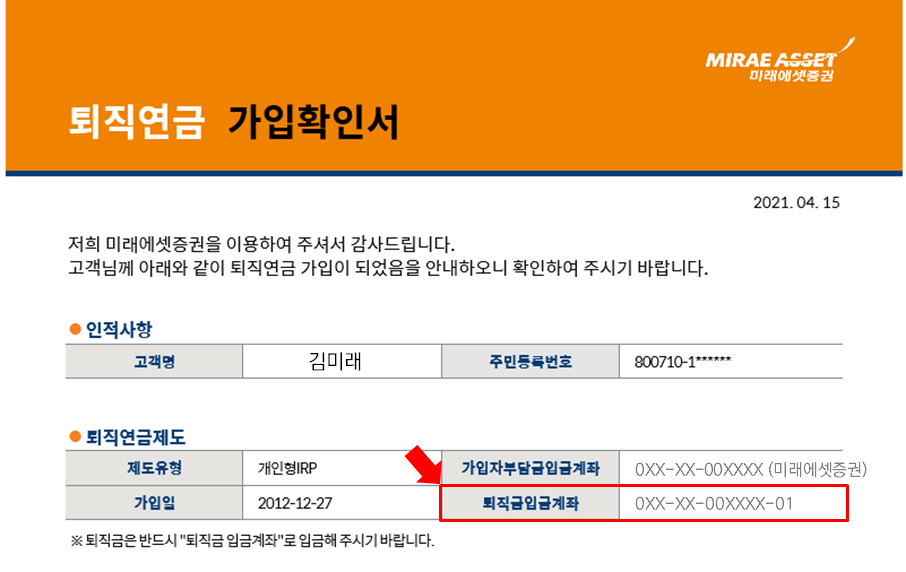 MIRAE ASSET
미래에셋증권
퇴직연금 가입확인서
2021. 04. 15
저희 미래에셋증권을 이용하여 주셔서 감사드립니다.
고객님께 아래와 같이 퇴직연금 가입이 되었음을 안내하오니 확인하여 주시기 바랍니다.
● 인적사항
고객명 김미래 주민등록번호 800710-1******
● 퇴직연금제도
제도유형 개인형IRP 가입자부담금입금계좌 0XX-XX-00XXXX (미래에셋증권)
가입일 2012-12-27 퇴직금입금계좌 0XX-XX-00XXXX-01
※ 퇴직금은 반드시 "퇴직금 입금계좌"로 입금해 주시기 바랍니다.